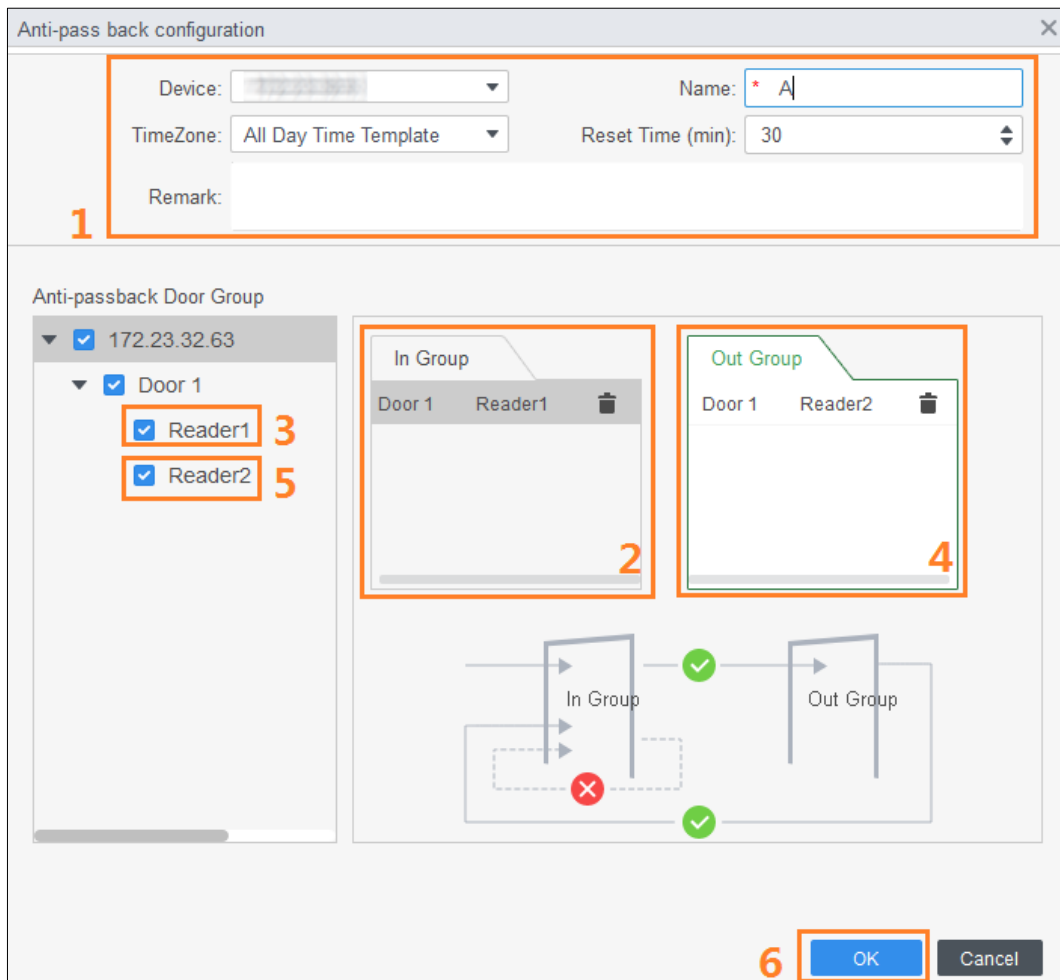 Anti-pass back configuration
Device: Name: * A
TimeZone: All Day Time Template Reset Time (min): 30
Remark:
1
Anti-passback Door Group
172.23.32.63
Door 1
Reader1 3
Reader2 5
In Group
Door 1 Reader1
2
Out Group
Door 1 Reader2
4
In Group Out Group
6 OK Cancel